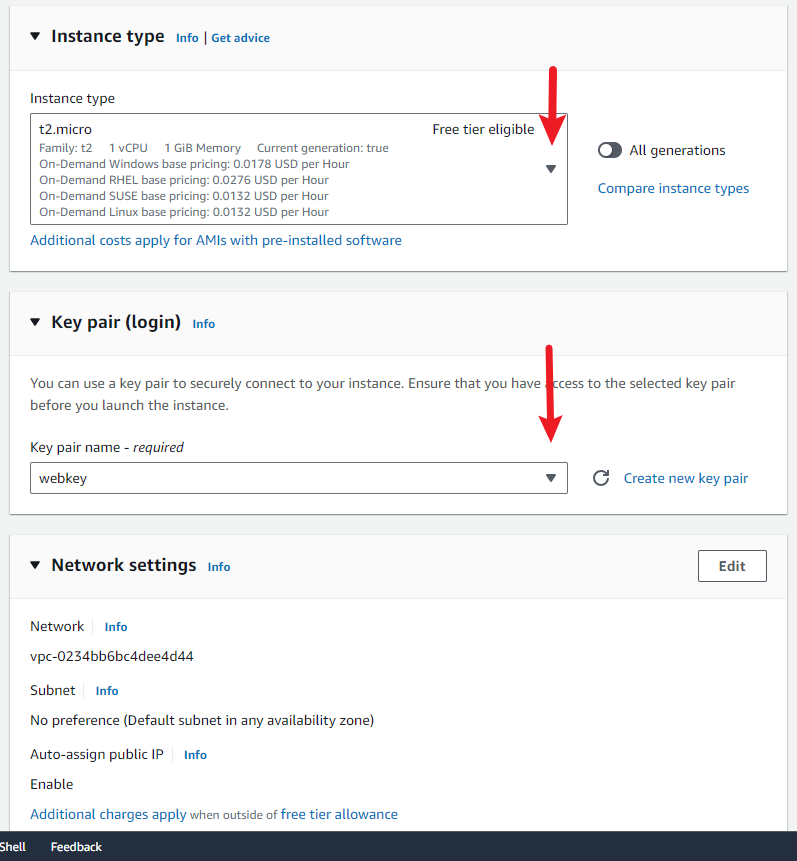 Instance type Info | Get advice
Instance type
t2.micro Free tier eligible
Family: t2 1 vCPU 1 GiB Memory Current generation: true
On-Demand Windows base pricing: 0.0178 USD per Hour
On-Demand RHEL base pricing: 0.0276 USD per Hour
On-Demand SUSE base pricing: 0.0132 USD per Hour
On-Demand Linux base pricing: 0.0132 USD per Hour
All generations
Compare instance types
Additional costs apply for AMIs with pre-installed software
Key pair (login) Info
You can use a key pair to securely connect to your instance. Ensure that you have access to the selected key pair
before you launch the instance.
Key pair name - required
webkey
Create new key pair
Network settings Info
Edit
Network Info
vpc-0234bb6bc4dee4d44
Subnet Info
No preference (Default subnet in any availability zone)
Auto-assign public IP Info
Enable
Additional charges apply when outside of free tier allowance
Shell Feedback